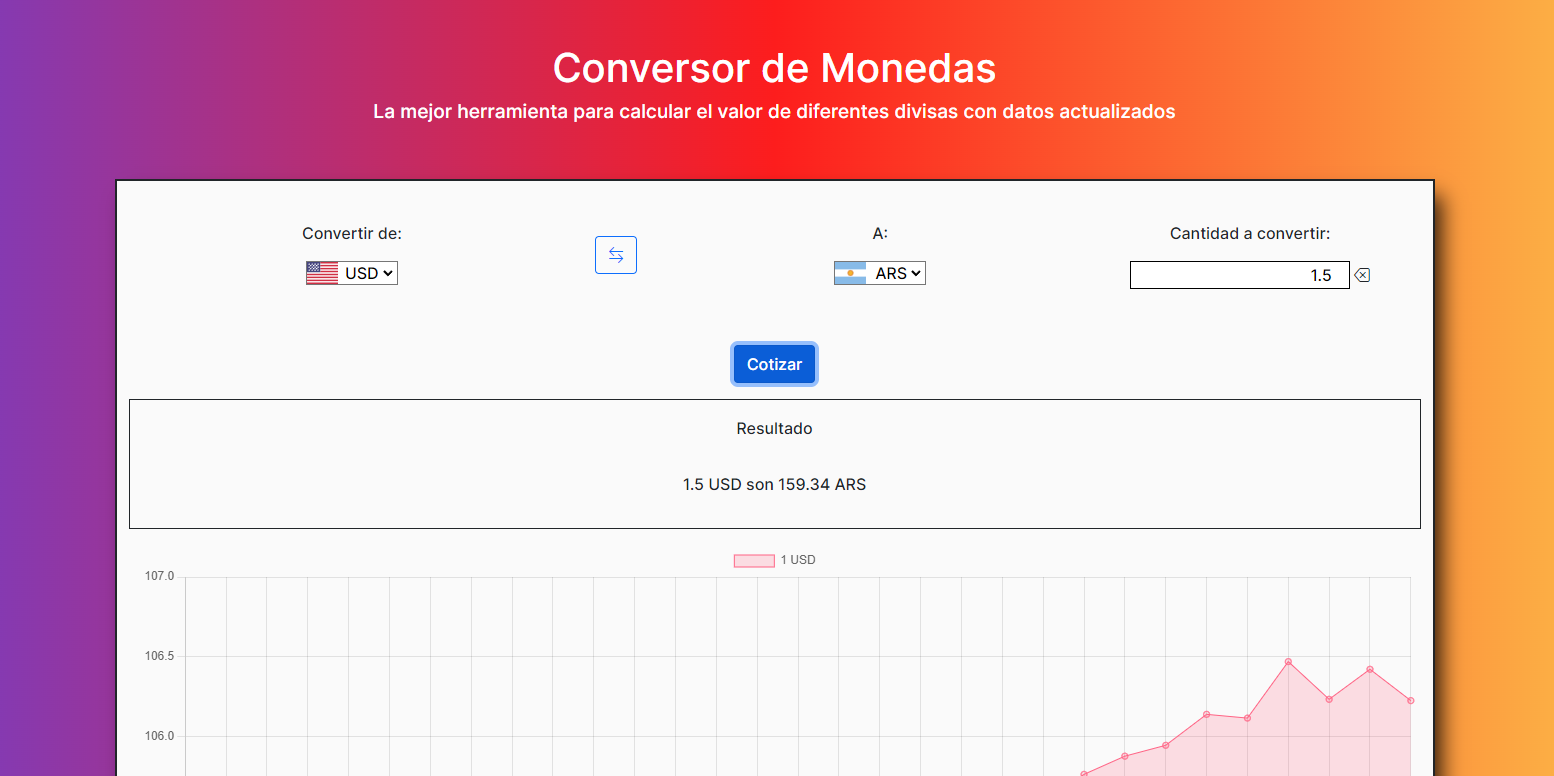 Conversor de Monedas
La mejor herramienta para calcular el valor de diferentes divisas con datos actualizados
Convertir de:
A:
Cantidad a convertir:
USD
ARS
1.5
Cotizar
Resultado
1.5 USD son 159.34 ARS
1 USD
107.0
106.5
106.0